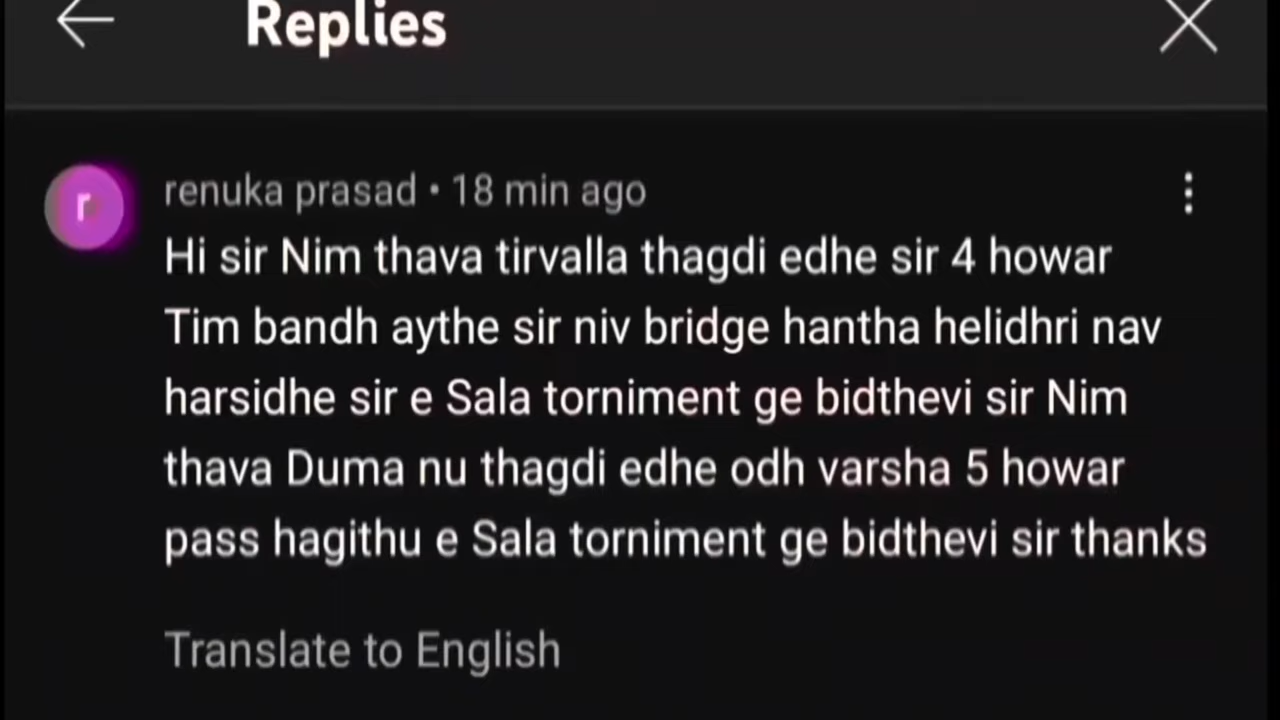 Replies
renuka prasad • 18 min ago
Hi sir Nim thava tirvalla thagdi edhe sir 4 howar
Tim bandh aythe sir niv bridge hantha helidhri nav
harsidhe sir e Sala torniment ge bidthevi sir Nim
thava Duma nu thagdi edhe odh varsha 5 howar
pass hagithu e Sala torniment ge bidthevi sir thanks
Translate to English